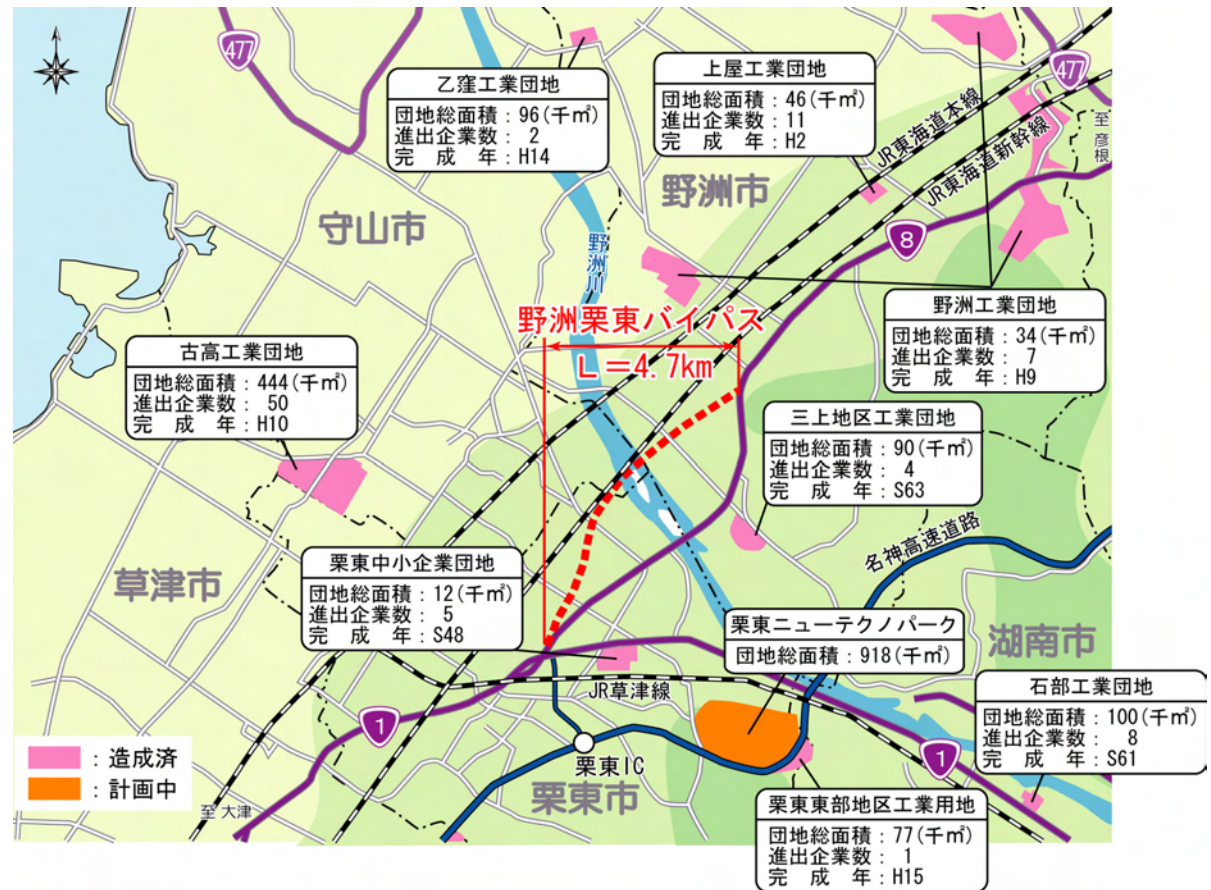 477
乙窪工業団地
団地総面積：96(千㎡)
進出企業数： 2
完 成 年：H14
上屋工業団地
団地総面積：46(千㎡)
進出企業数：11
完 成 年：H2
477
至 彦根
JR東海道本線
JR東海道新幹線
野洲市
守山市
野洲川
8
野洲工業団地
団地総面積：34(千㎡)
進出企業数： 7
完 成 年：H9
野洲栗東バイパス
L＝4.7km
古高工業団地
団地総面積：444(千㎡)
進出企業数： 50
完 成 年：H10
三上地区工業団地
団地総面積：90(千㎡)
進出企業数： 4
完 成 年：S63
名神高速道路
栗東中小企業団地
団地総面積：12(千㎡)
進出企業数： 5
完 成 年：S48
草津市
栗東ニューテクノパーク
団地総面積：918(千㎡)
湖南市
JR草津線
石部工業団地
団地総面積：100(千㎡)
進出企業数： 8
完 成 年：S61
1
1
：造成済
：計画中
栗東IC
栗東市
至 大津
栗東東部地区工業用地
団地総面積：77(千㎡)
進出企業数： 1
完 成 年：H15